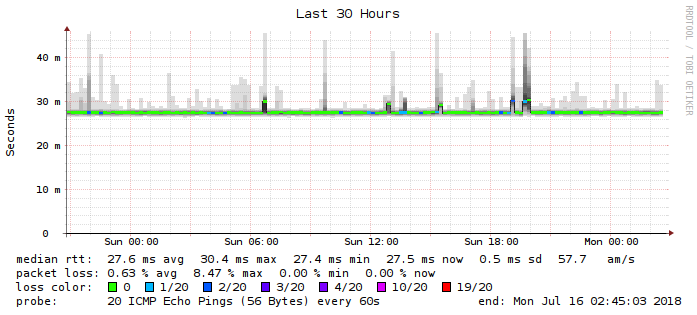 Last 30 Hours
RRDTOOL / TOBI OETIKER
Seconds
40 m
30 m
20 m
10 m
0
Sun 00:00 Sun 06:00 Sun 12:00 Sun 18:00 Mon 00:00
median rtt: 27.6 ms avg 30.4 ms max 27.4 ms min 27.5 ms now 0.5 ms sd 57.7 am/s
packet loss: 0.63 % avg 8.47 % max 0.00 % min 0.00 % now
loss color: 0 1/20 2/20 3/20 4/20 10/20 19/20
probe: 20 ICMP Echo Pings (56 Bytes) every 60s end: Mon Jul 16 02:45:03 2018